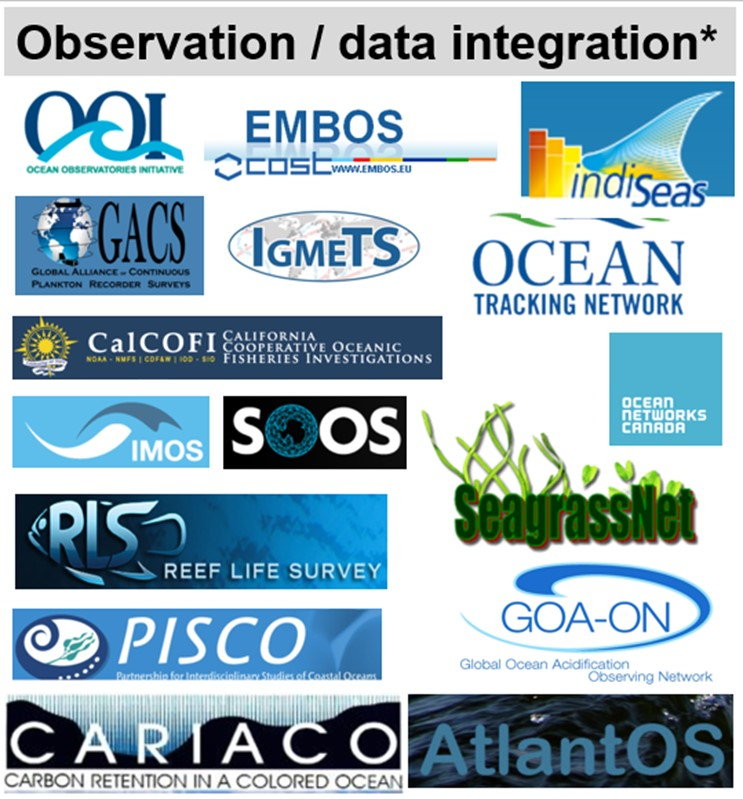 Observation / data integration*
OOI
OCEAN OBSERVATORIES INITIATIVE
EMBOS
cost WWW.EMBOS.EU
indiSeas
GACS
GLOBAL ALLIANCE OF CONTINUOUS
PLANKTON RECORDER SURVEYS
IGMETS
OCEAN
TRACKING NETWORK
CalCOFI
NOAA - NMFS | CDF&W | IOD - SIO
CALIFORNIA
COOPERATIVE OCEANIC
FISHERIES INVESTIGATIONS
OCEAN
NETWORKS
CANADA
IMOS
SOOS
SeagrassNet
RLS
REEF LIFE SURVEY
GOA-ON
Global Ocean Acidification
Observing Network
PISCO
Partnership for Interdisciplinary Studies of Coastal Oceans
CARIACO
CARBON RETENTION IN A COLORED OCEAN
AtlantOS